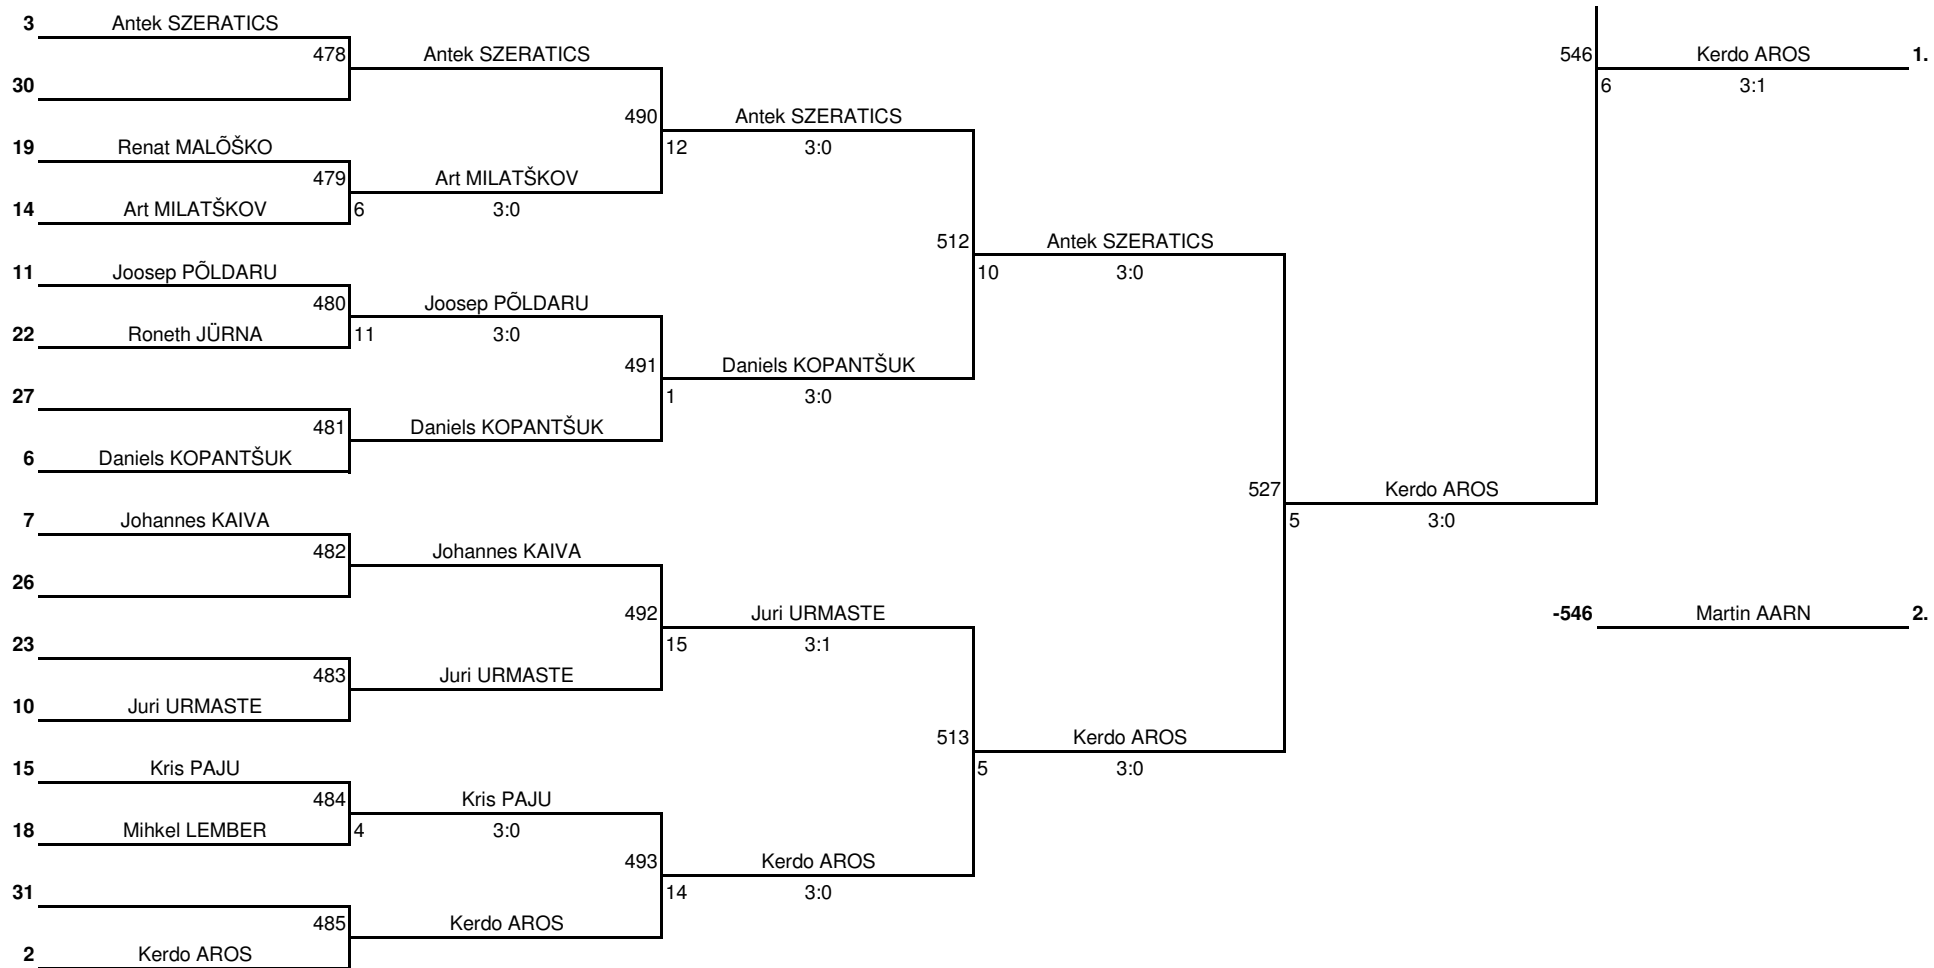 3 Antek SZERATICS
478 Antek SZERATICS 546 Kerdo AROS 1.
30 6 3:1
490 Antek SZERATICS
19 Renat MALÕŠKO 12 3:0
479 Art MILATŠKOV
14 Art MILATŠKOV 6 3:0
512 Antek SZERATICS
11 Joosep PÕLDARU 10 3:0
480 Joosep PÕLDARU
22 Roneth JÜRNA 11 3:0
491 Daniels KOPANTŠUK
27 1 3:0
481 Daniels KOPANTŠUK
6 Daniels KOPANTŠUK
527 Kerdo AROS
7 Johannes KAIVA 5 3:0
482 Johannes KAIVA
26
492 Juri URMASTE -546 Martin AARN 2.
23 15 3:1
483 Juri URMASTE
10 Juri URMASTE
513 Kerdo AROS
15 Kris PAJU 5 3:0
484 Kris PAJU
18 Mihkel LEMBER 4 3:0
493 Kerdo AROS
31 14 3:0
485 Kerdo AROS
2 Kerdo AROS